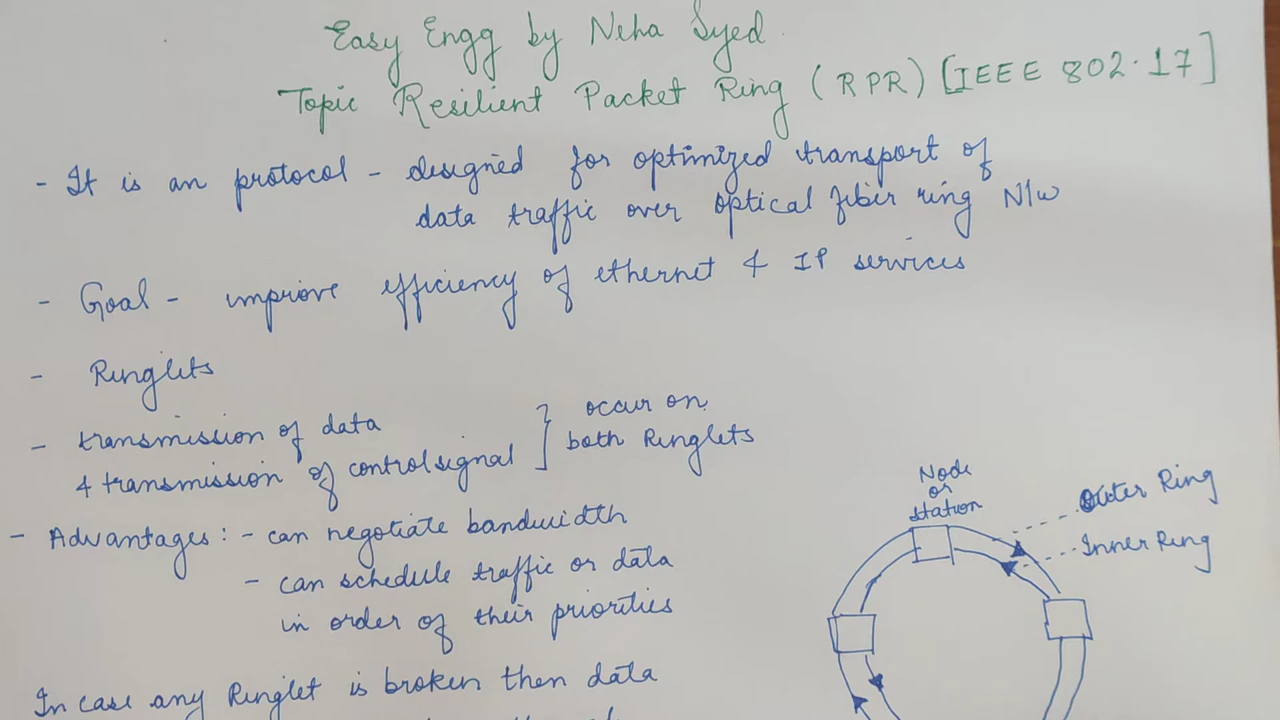 Easy Engg by Neha Syed
Topic Resilient Packet Ring (RPR) [IEEE 802.17]
- It is an protocol - designed for optimized transport of
data traffic over optical fiber ring N/w
- Goal - improve efficiency of ethernet & IP services
- Ringlets
- transmission of data
& transmission of control signal } occur on
both Ringlets
- Advantages: - can negotiate bandwidth
- can schedule traffic or data
in order of their priorities
In case any Ringlet is broken then data
Node
or
station
Outer Ring
Inner Ring